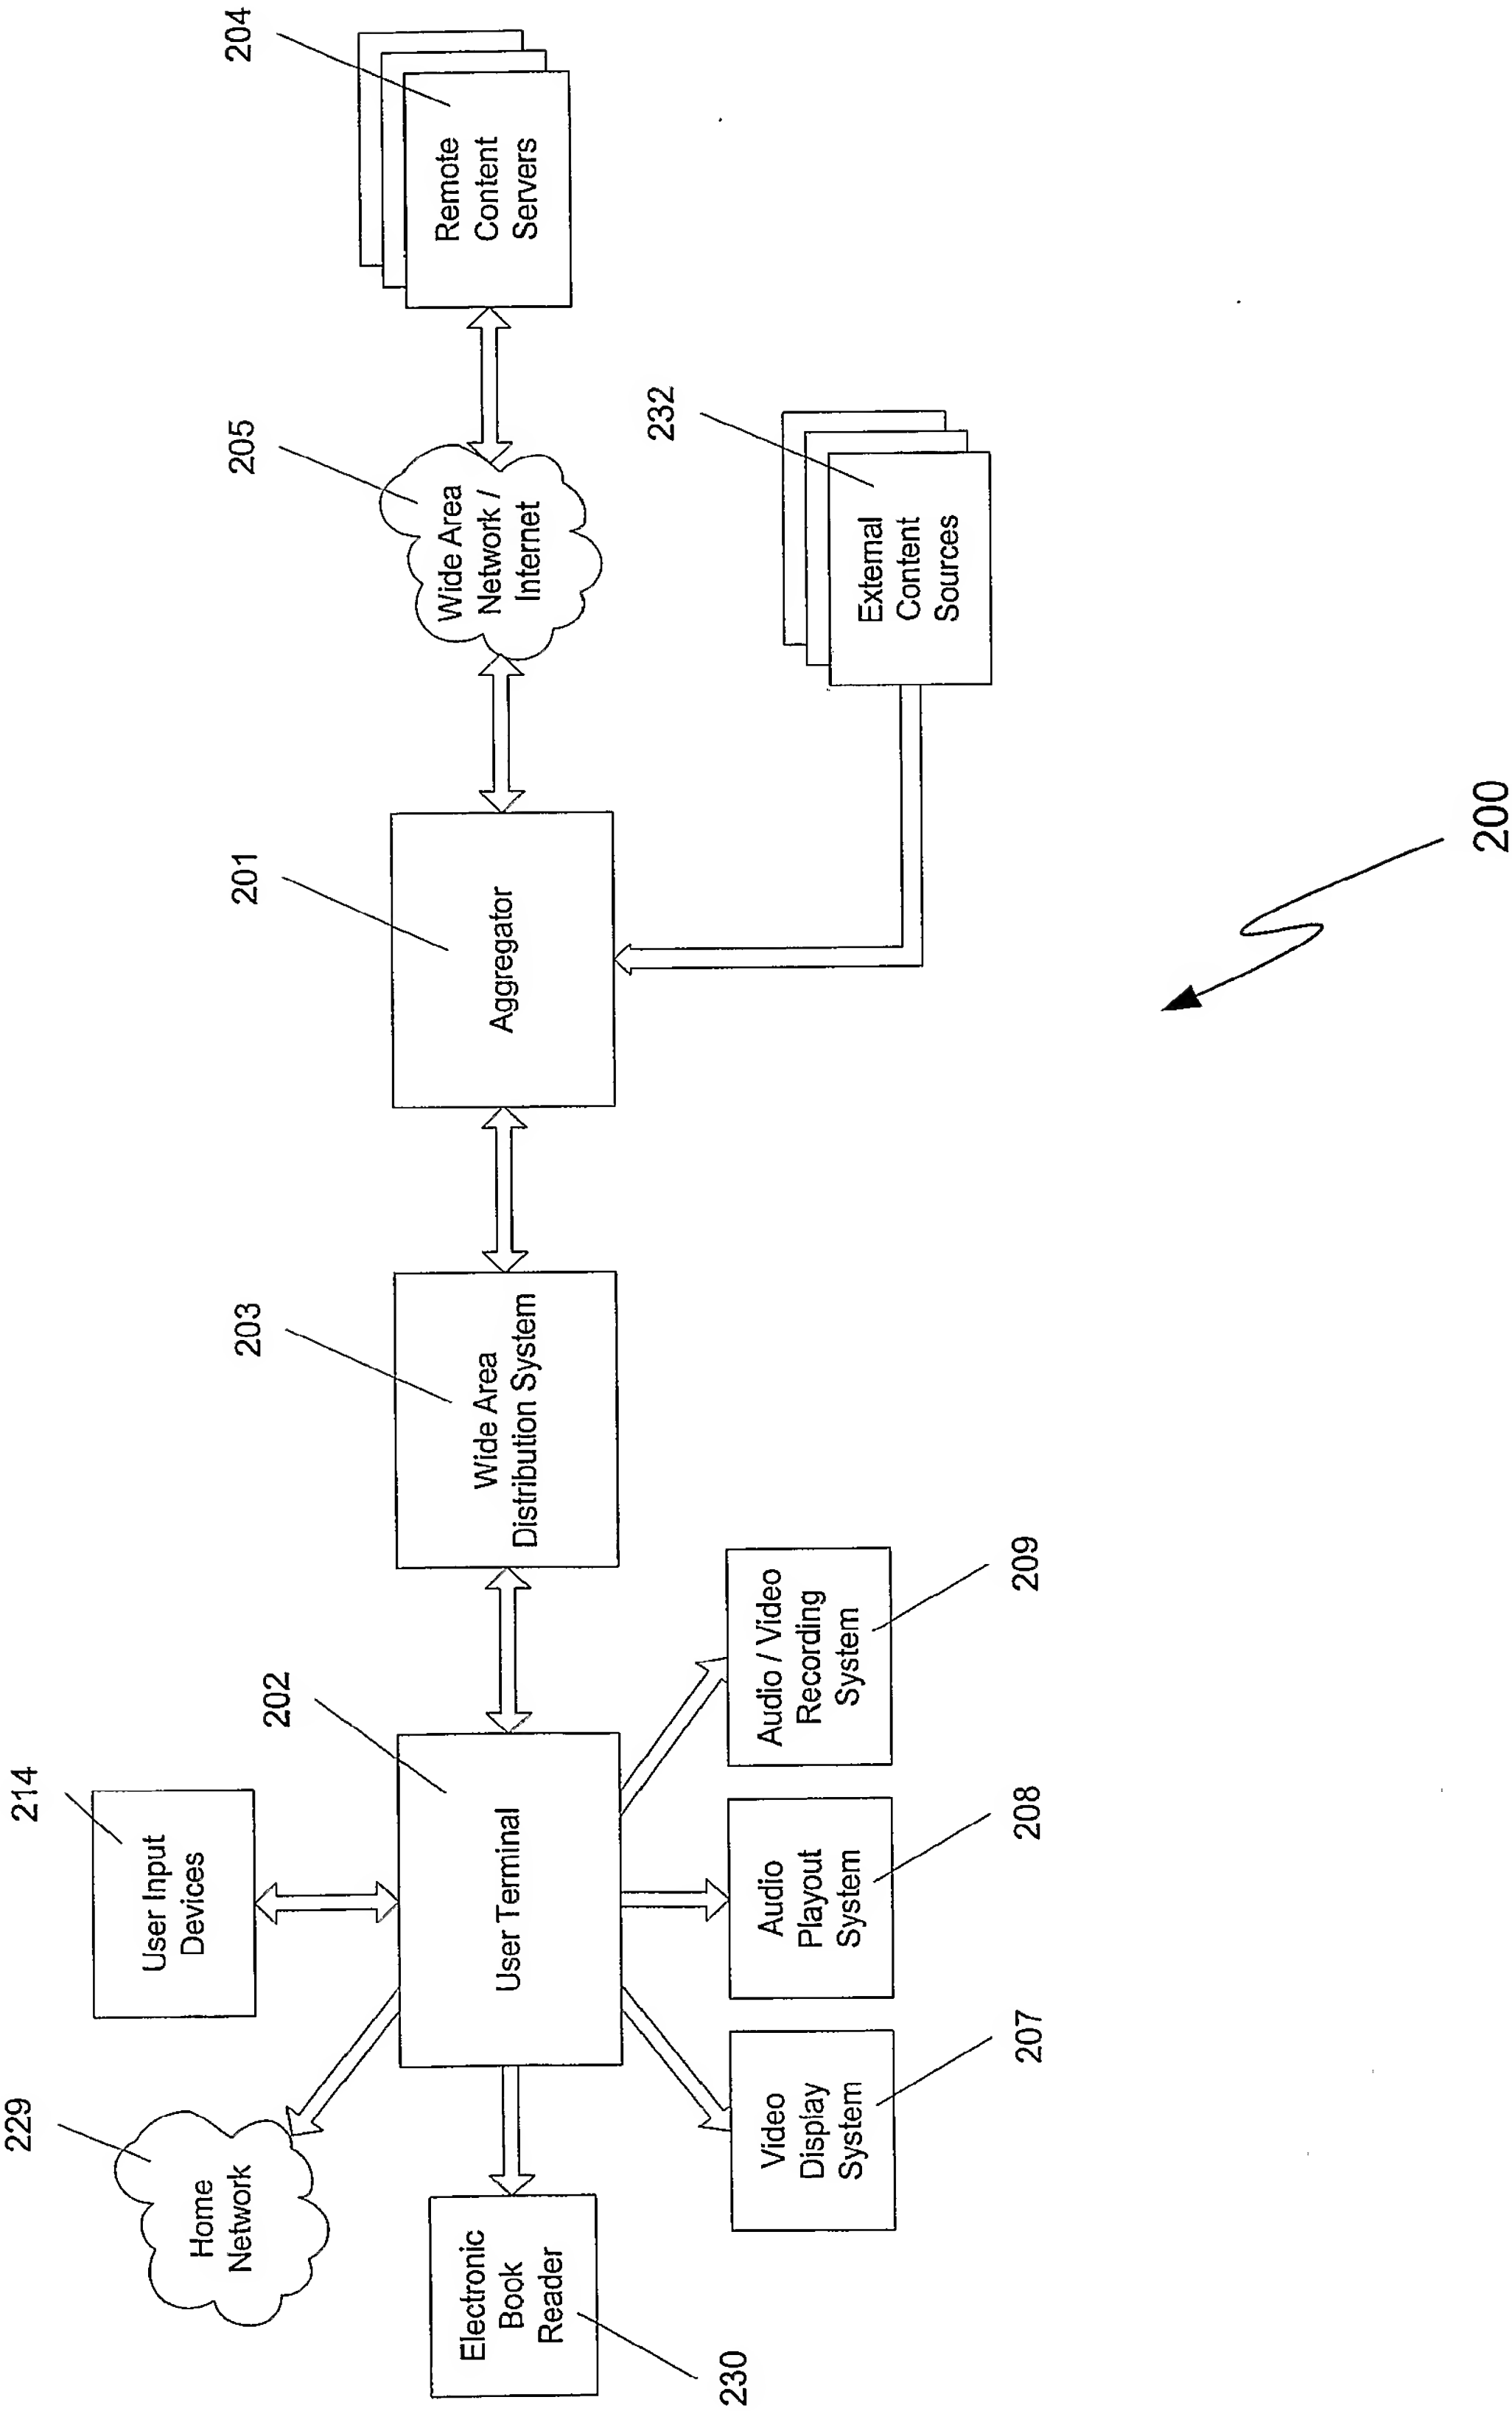 214
User Input
Devices
229
Home
Network
202
User Terminal
230
Electronic
Book
Reader
207
Video
Display
System
208
Audio
Playout
System
209
Audio / Video
Recording
System
203
Wide Area
Distribution System
201
Aggregator
205
Wide Area
Network /
Internet
204
Remote
Content
Servers
232
External
Content
Sources
200